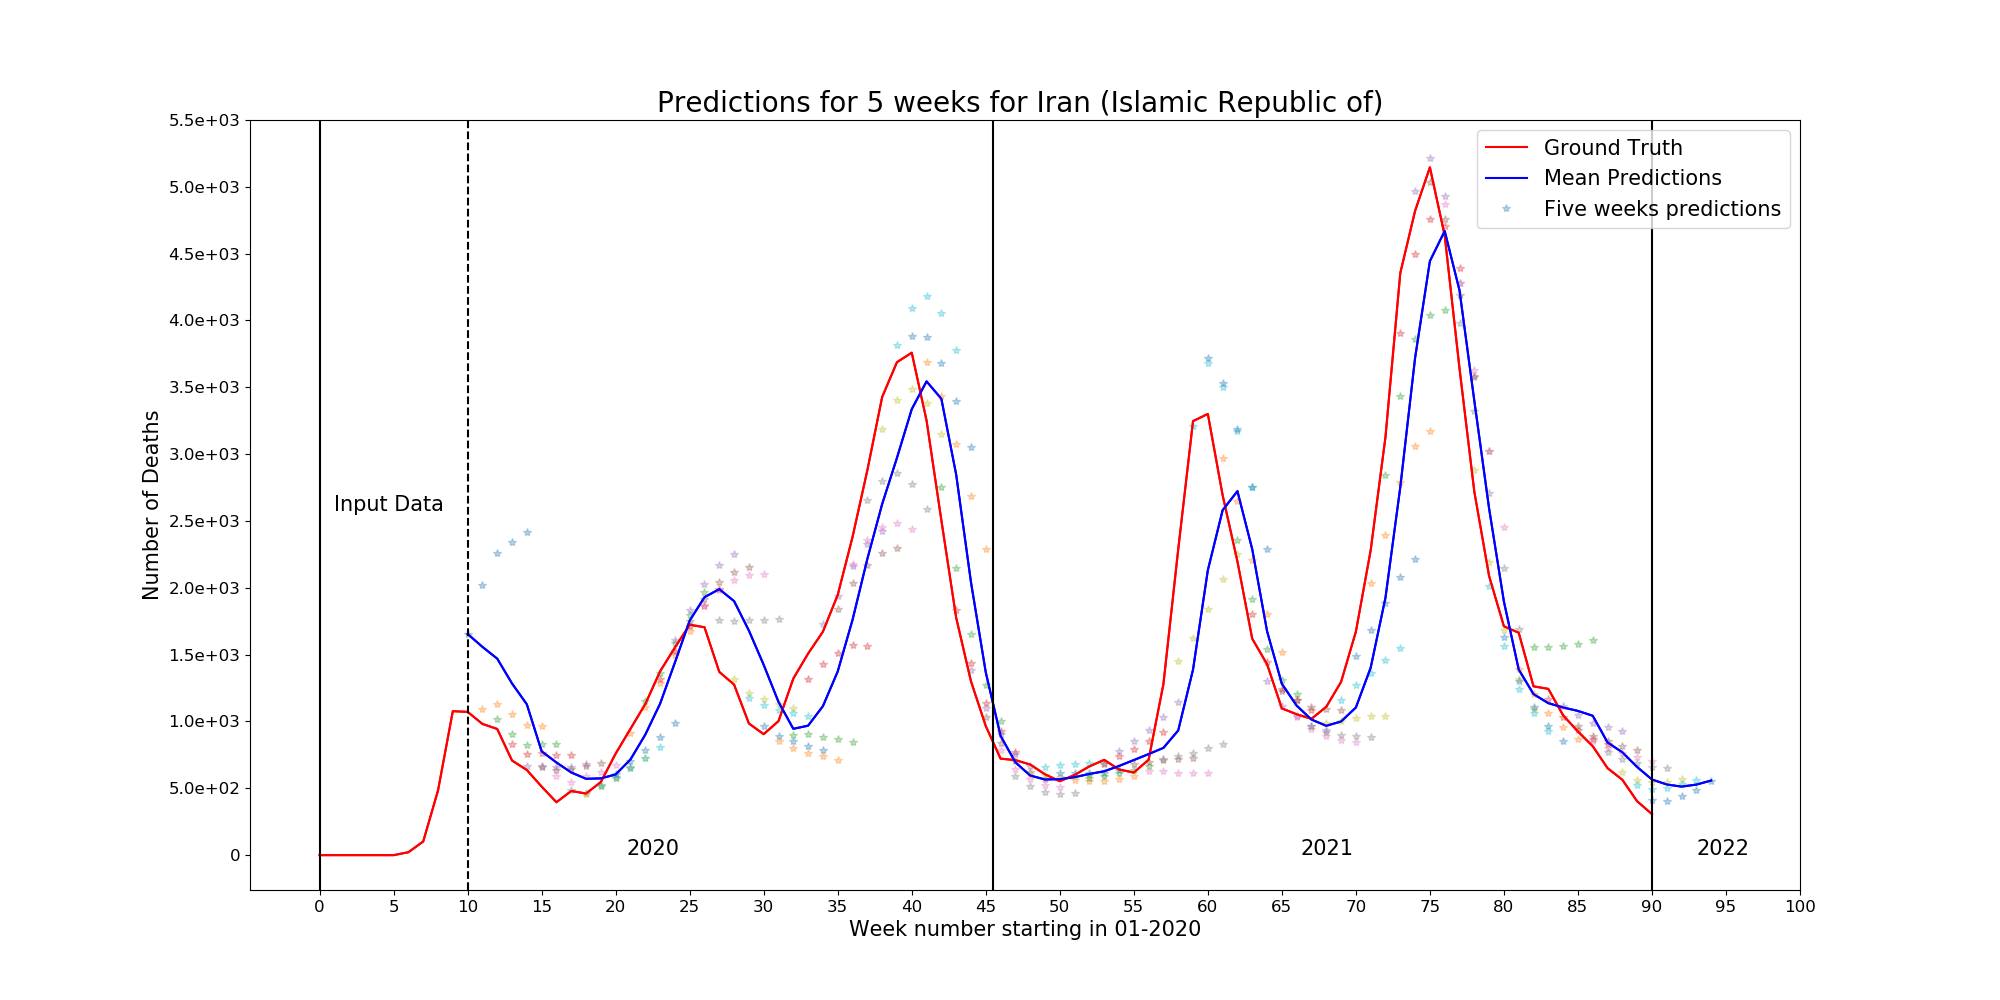 Predictions for 5 weeks for Iran (Islamic Republic of)
5.5e+03
5.0e+03
4.5e+03
4.0e+03
3.5e+03
3.0e+03
2.5e+03
2.0e+03
1.5e+03
1.0e+03
5.0e+02
0
Number of Deaths
Ground Truth
Mean Predictions
Five weeks predictions
Input Data
2020 2021 2022
0 5 10 15 20 25 30 35 40 45 50 55 60 65 70 75 80 85 90 95 100
Week number starting in 01-2020